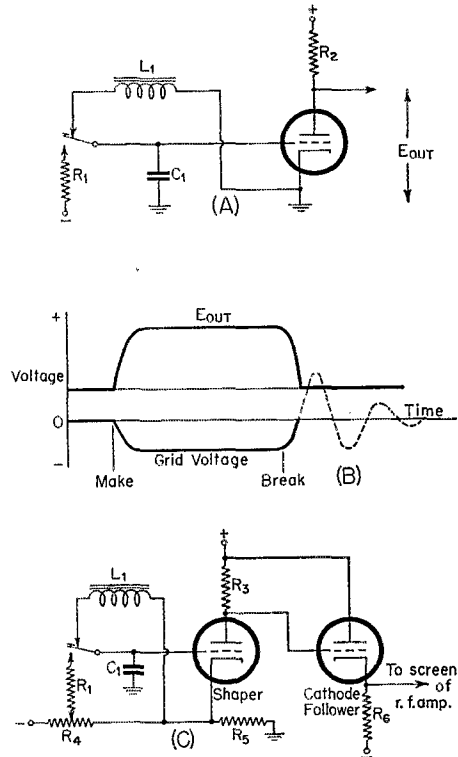 +
L₁
R₂
R₁
C₁
EOUT
−
(A)
+
EOUT
Voltage
0
Time
−
Grid Voltage
Make
Break
(B)
+
L₁
R₃
C₁
R₁
Shaper
Cathode
Follower
To screen
of
r.f.amp.
R₆
−
R₄
R₅
(C)
−